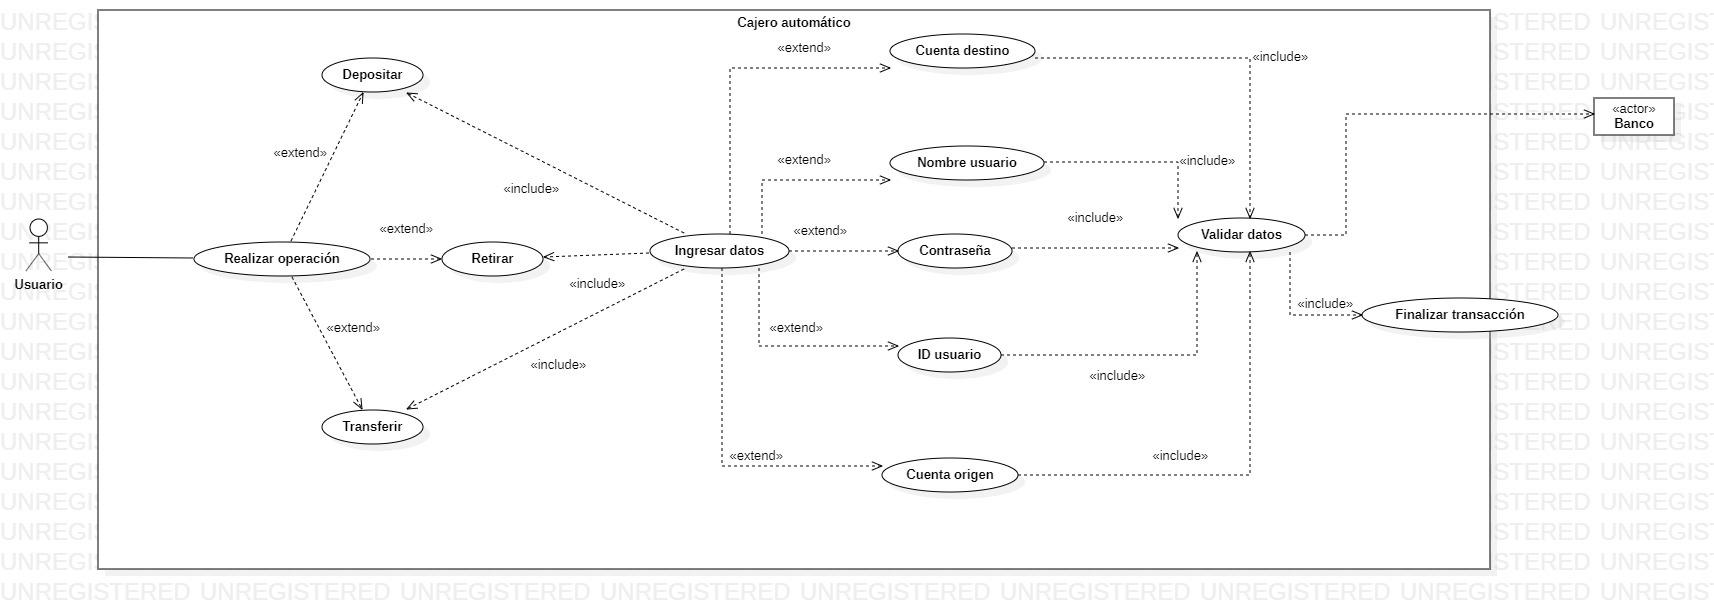 Cajero automático
«extend»
Cuenta destino
«include»
Depositar
«actor»
Banco
«extend»
«extend»
Nombre usuario
«include»
«include»
«extend»
«extend»
Contraseña
«include»
Validar datos
Usuario
Realizar operación
Retirar
Ingresar datos
«include»
«include»
Finalizar transacción
«extend»
«extend»
ID usuario
«include»
«include»
Transferir
«extend»
Cuenta origen
«include»
UNREGISTERED UNREGISTERED UNREGISTERED UNREGISTERED UNREGISTERED UNREGISTERED UNREGISTERED UNREGISTERED